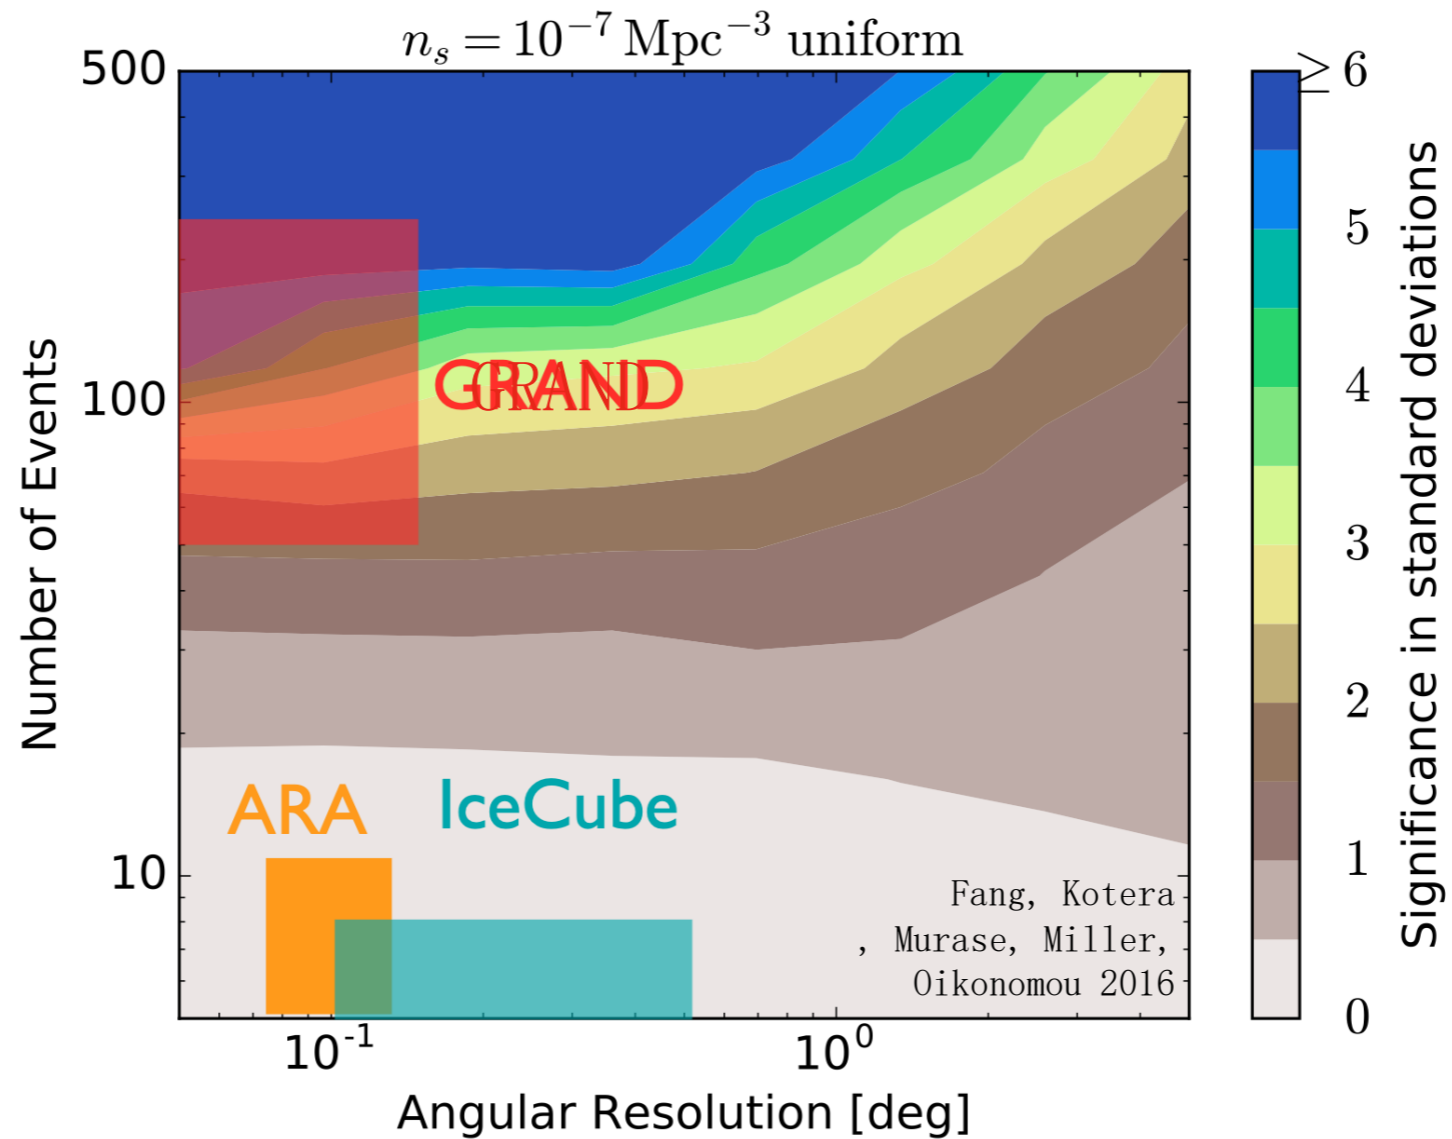 n_s = 10^{-7} Mpc^{-3} uniform
500
100
10
Number of Events
GRAND
GRAND
ARA
IceCube
Fang, Kotera
, Murase, Miller,
Oikonomou 2016
10^{-1}
10^{0}
Angular Resolution [deg]
≥ 6
5
4
3
2
1
0
Significance in standard deviations